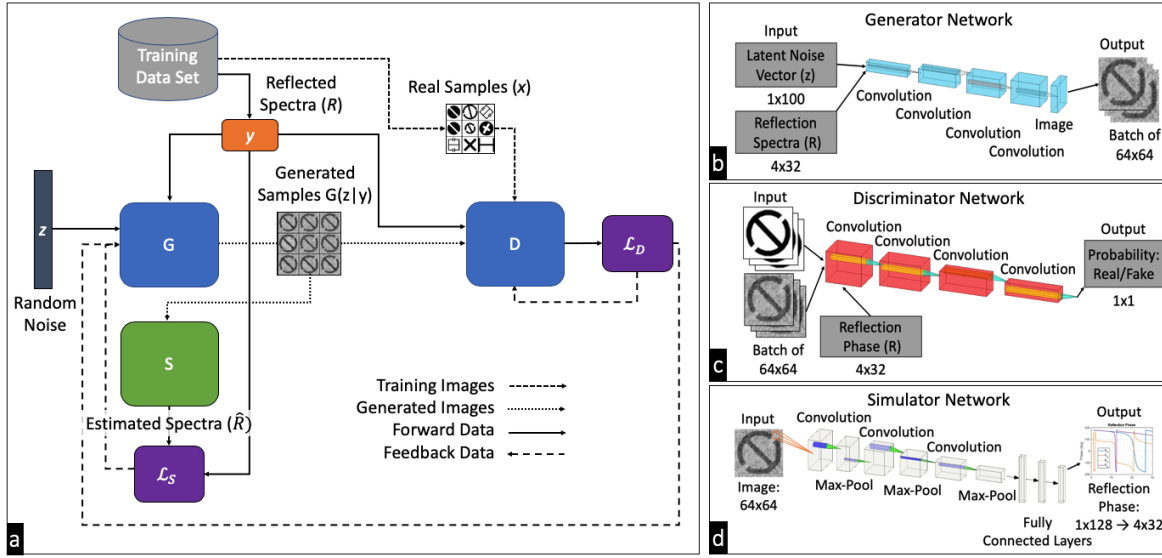 Training
Data Set
Reflected
Spectra (R)
Real Samples (x)
y
Generated
Samples G(z|y)
z
G
D
ℒD
Random
Noise
S
Estimated Spectra (R̂)
ℒS
Training Images
Generated Images
Forward Data
Feedback Data
a
Generator Network
Input
Latent Noise
Vector (z)
1x100
Reflection
Spectra (R)
4x32
Convolution
Convolution
Convolution
Convolution
Image
Output
Batch of
64x64
b
Discriminator Network
Input
Batch of
64x64
Convolution
Convolution
Convolution
Convolution
Reflection
Phase (R)
4x32
Output
Probability:
Real/Fake
1x1
c
Simulator Network
Input
Image:
64x64
Convolution
Convolution
Convolution
Max-Pool
Max-Pool
Max-Pool
Fully
Connected Layers
Output
Reflection Phase
Reflection
Phase:
1x128 → 4x32
d